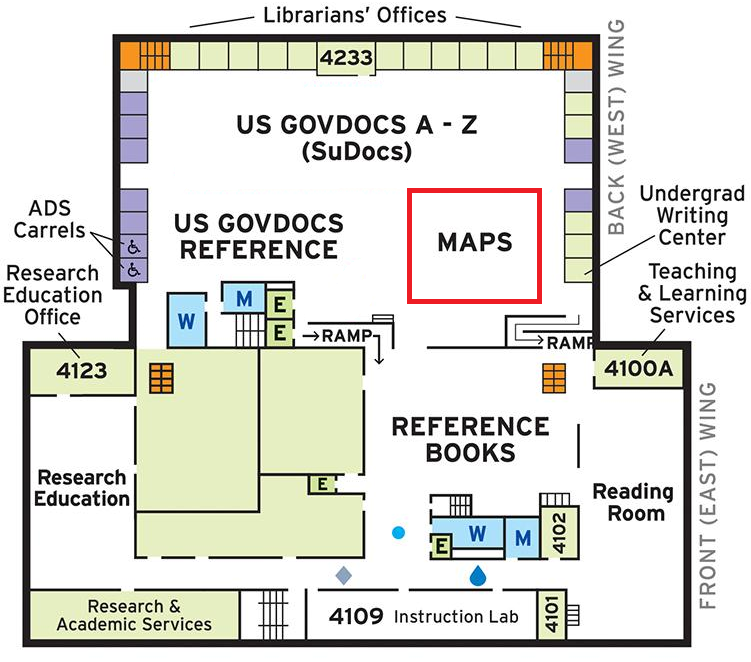 Librarians' Offices
4233
US GOVDOCS A - Z
(SuDocs)
BACK (WEST) WING
ADS
Carrels
US GOVDOCS
REFERENCE
MAPS
Undergrad
Writing
Center
Research
Education
Office
Teaching
& Learning
Services
W
M
E
E
RAMP
RAMP
4123
4100A
REFERENCE
BOOKS
FRONT (EAST) WING
Research
Education
E
Reading
Room
W
M
E
4102
Research &
Academic Services
4109 Instruction Lab
4101